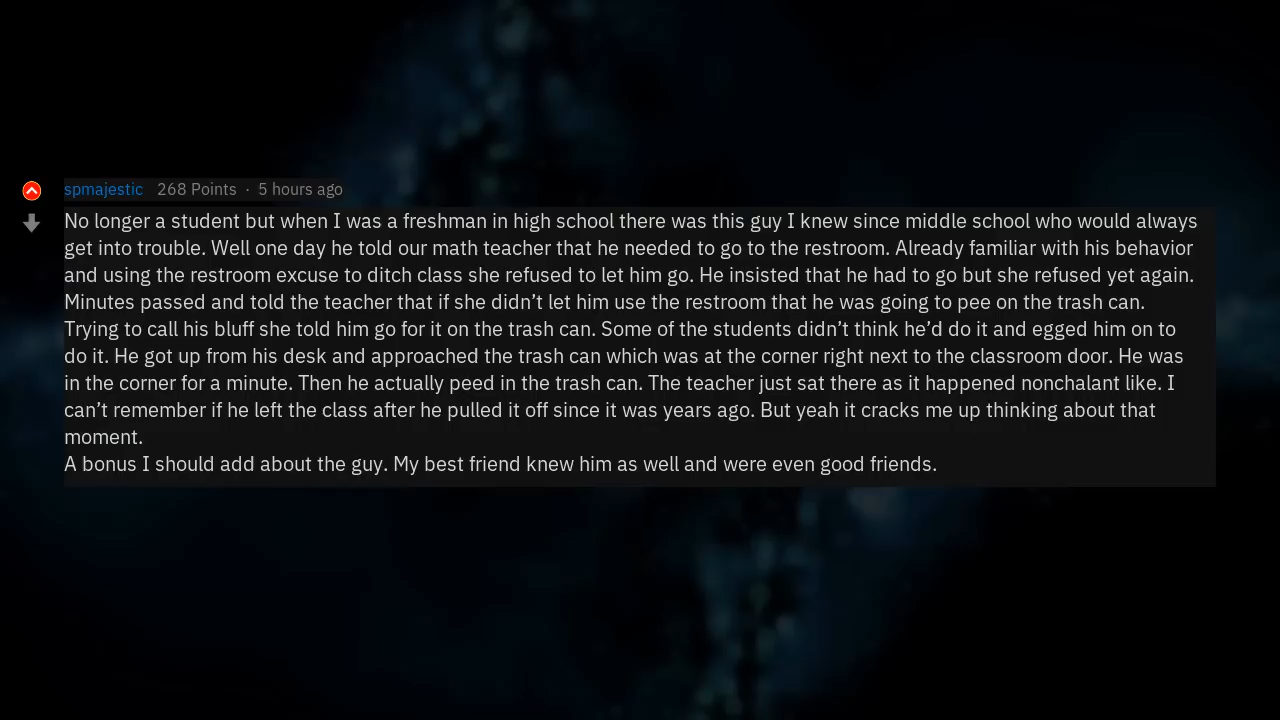 spmajestic 268 Points · 5 hours ago
No longer a student but when I was a freshman in high school there was this guy I knew since middle school who would always
get into trouble. Well one day he told our math teacher that he needed to go to the restroom. Already familiar with his behavior
and using the restroom excuse to ditch class she refused to let him go. He insisted that he had to go but she refused yet again.
Minutes passed and told the teacher that if she didn’t let him use the restroom that he was going to pee on the trash can.
Trying to call his bluff she told him go for it on the trash can. Some of the students didn’t think he’d do it and egged him on to
do it. He got up from his desk and approached the trash can which was at the corner right next to the classroom door. He was
in the corner for a minute. Then he actually peed in the trash can. The teacher just sat there as it happened nonchalant like. I
can’t remember if he left the class after he pulled it off since it was years ago. But yeah it cracks me up thinking about that
moment.
A bonus I should add about the guy. My best friend knew him as well and were even good friends.